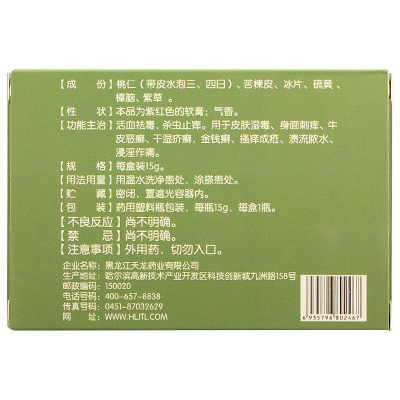 【成 份】桃仁（带皮水泡三、四日）、苦楝皮、冰片、硫黄、
樟脑、紫草 。
【性 状】本品为紫红色的软膏；气香。
【功能主治】活血祛毒，杀虫止痒。用于皮肤湿毒、身面刺痒，牛
皮恶癣，干湿疥癣，金钱癣，搔痒成疮、溃流脓水、
浸淫作痛。
【规 格】每盒装15g。
【用法用量】用温水洗净患处，涂搽患处。
【贮 藏】密闭，置遮光容器内。
【包 装】药用塑料瓶包装，每瓶15g，每盒1瓶。
【不良反应】尚不明确。
【禁 忌】尚不明确。
【注意事项】外用药，切勿入口。
企业名称：黑龙江天龙药业有限公司
生产地址：哈尔滨高新技术产业开发区科技创新城九洲路158号
邮政编码：150020
电话号码：400-657-8838
传真号码：0451-87032629
网 址：WWW.HLJTL.COM
6 935796 802467